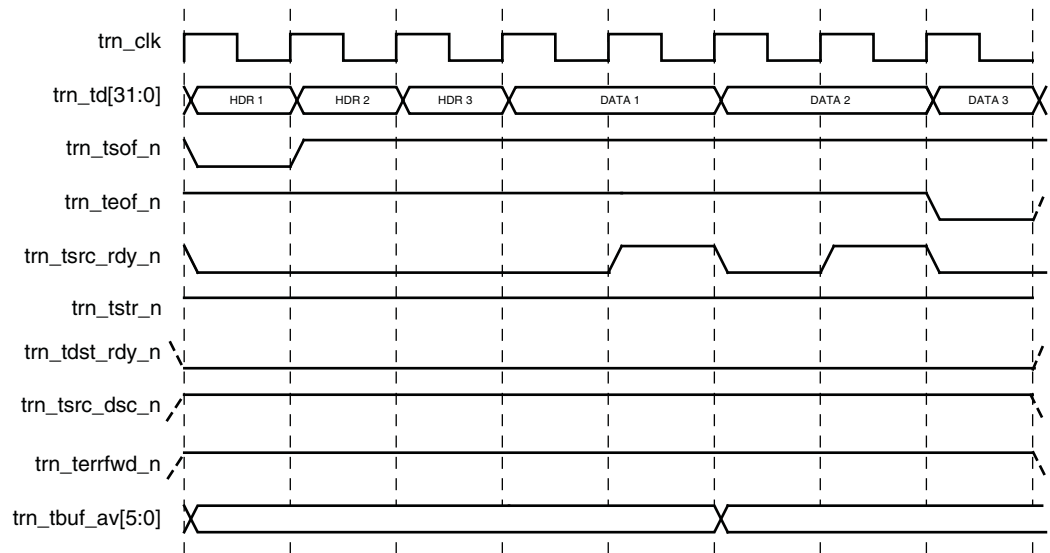 trn_clk
trn_td[31:0] HDR 1 HDR 2 HDR 3 DATA 1 DATA 2 DATA 3
trn_tsof_n
trn_teof_n
trn_tsrc_rdy_n
trn_tstr_n
trn_tdst_rdy_n
trn_tsrc_dsc_n
trn_terrfwd_n
trn_tbuf_av[5:0]